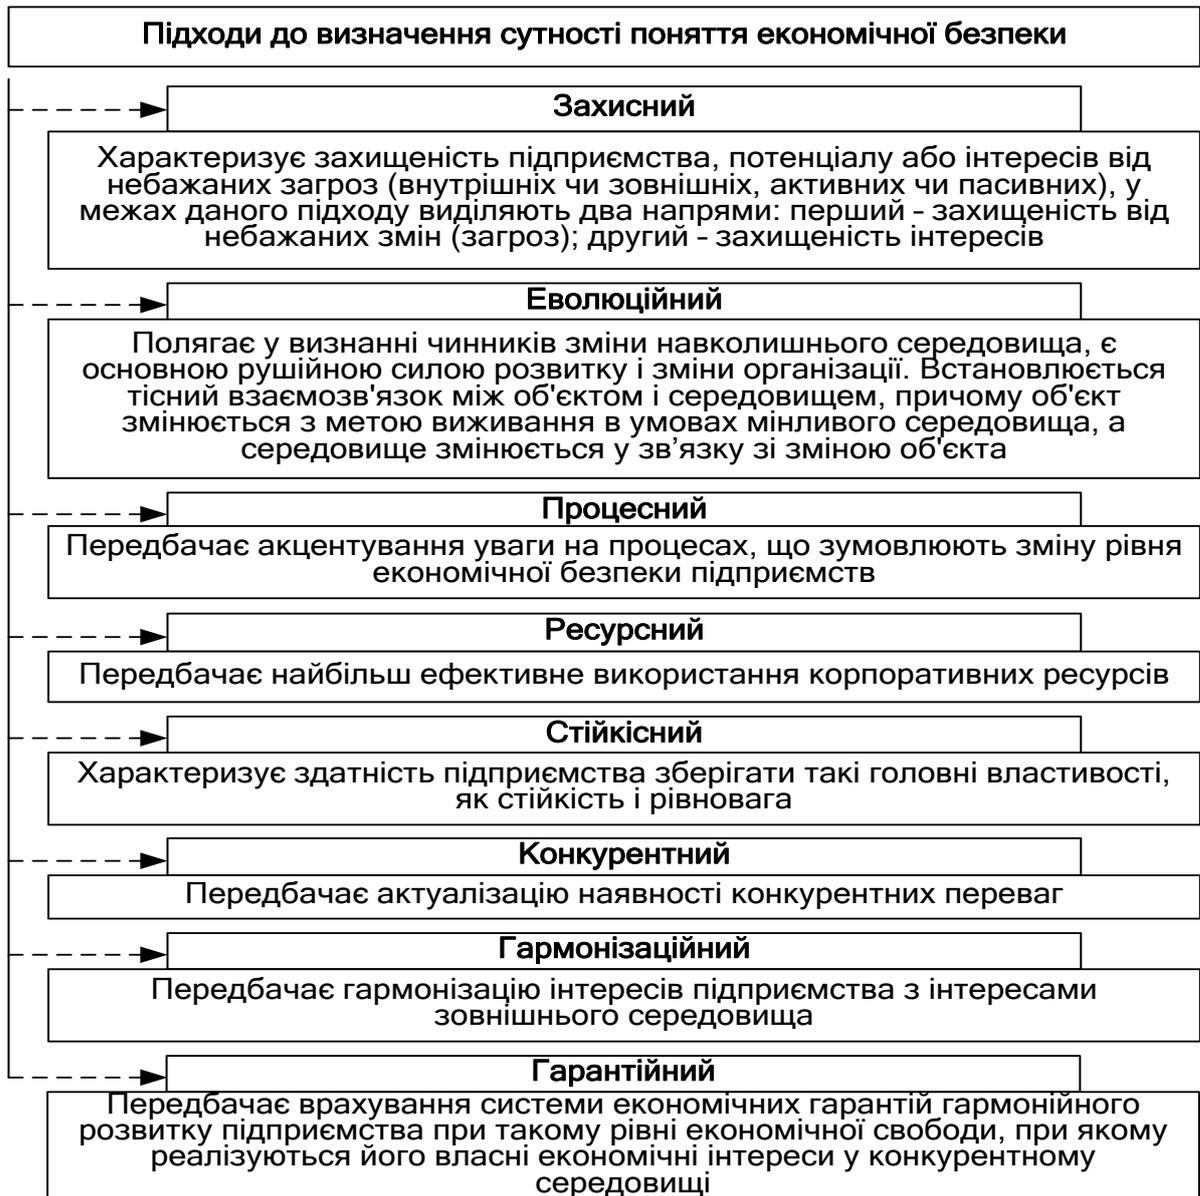 Підходи до визначення сутності поняття економічної безпеки
Захисний
Характеризує захищеність підприємства, потенціалу або інтересів від
небажаних загроз (внутрішніх чи зовнішніх, активних чи пасивних), у
межах даного підходу виділяють два напрями: перший – захищеність від
небажаних змін (загроз); другий – захищеність інтересів
Еволюційний
Полягає у визнанні чинників зміни навколишнього середовища, є
основною рушійною силою розвитку і зміни організації. Встановлюється
тісний взаємозв'язок між об'єктом і середовищем, причому об'єкт
змінюється з метою виживання в умовах мінливого середовища, а
середовище змінюється у зв’язку зі зміною об'єкта
Процесний
Передбачає акцентування уваги на процесах, що зумовлюють зміну рівня
економічної безпеки підприємств
Ресурсний
Передбачає найбільш ефективне використання корпоративних ресурсів
Стійкісний
Характеризує здатність підприємства зберігати такі головні властивості,
як стійкість і рівновага
Конкурентний
Передбачає актуалізацію наявності конкурентних переваг
Гармонізаційний
Передбачає гармонізацію інтересів підприємства з інтересами
зовнішнього середовища
Гарантійний
Передбачає врахування системи економічних гарантій гармонійного
розвитку підприємства при такому рівні економічної свободи, при якому
реалізуються його власні економічні інтереси у конкурентному
середовищі